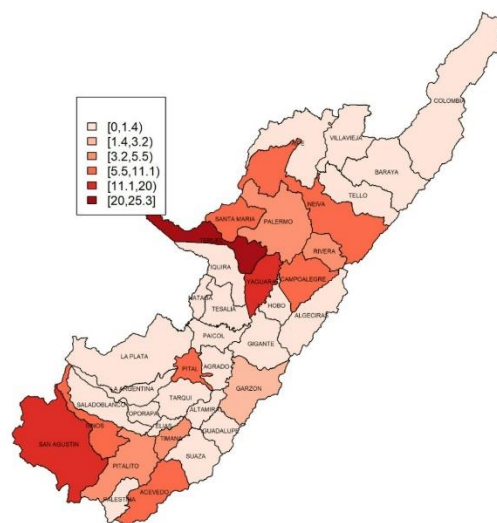 [0,1.4)
[1.4,3.2)
[3.2,5.5)
[5.5,11.1)
[11.1,20)
[20,25.3]
COLOMBIA
VILLAVIEJA
BARAYA
TELLO
NEIVA
SANTA MARIA
PALERMO
RIVERA
IQUIRA
YAGUARA
CAMPOALEGRE
HOBO
TESALIA
ALGECIRA
PAICOL
GIGANTE
LA PLATA
PITAL
AGRADO
LA ARGENTINA
TARQUI
GARZON
SALADOBLANCO
OPORAPA
ALTAMIRA
ELIAS
GUADALUPE
SAN AGUSTIN
TIMANA
PITALITO
SUAZA
PALESTINA
ACEVEDO